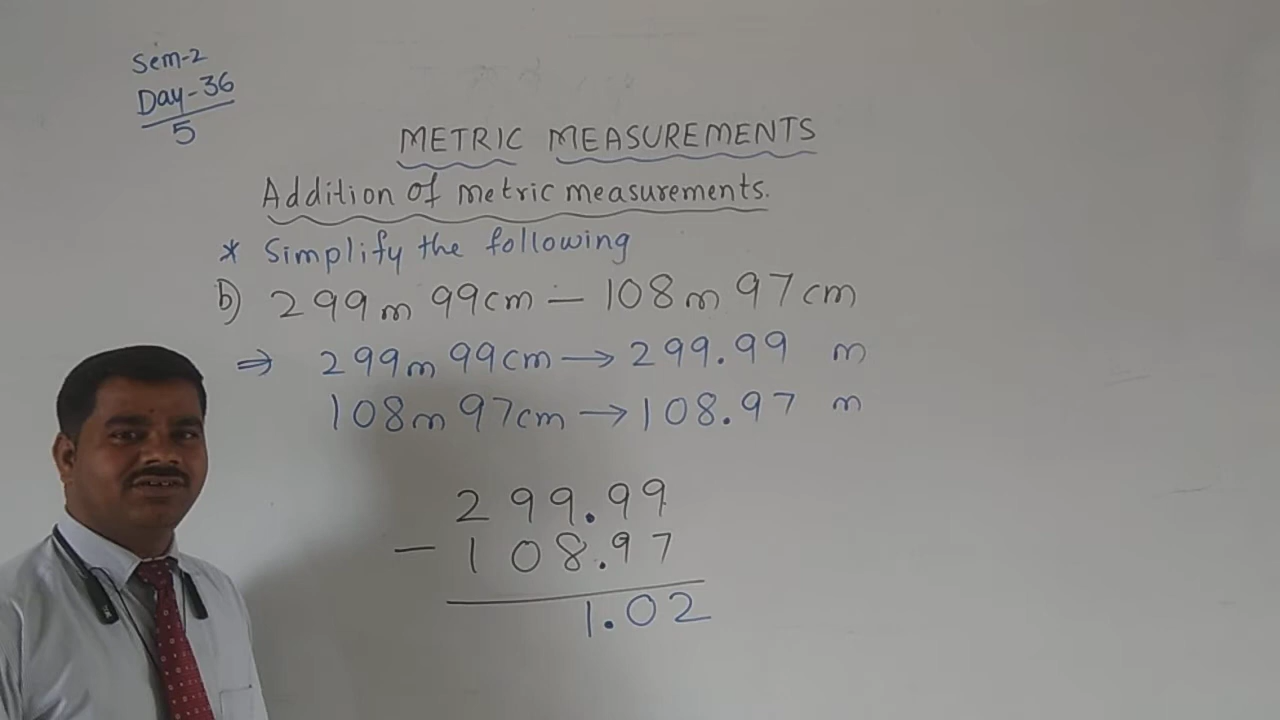 Sem-2
Day-36
5
METRIC MEASUREMENTS
Addition of metric measurements.
* Simplify the following
b) 299m 99cm — 108m 97cm
⇒ 299m 99cm → 299.99 m
108m 97cm → 108.97 m
299.99
— 108.97
1.02